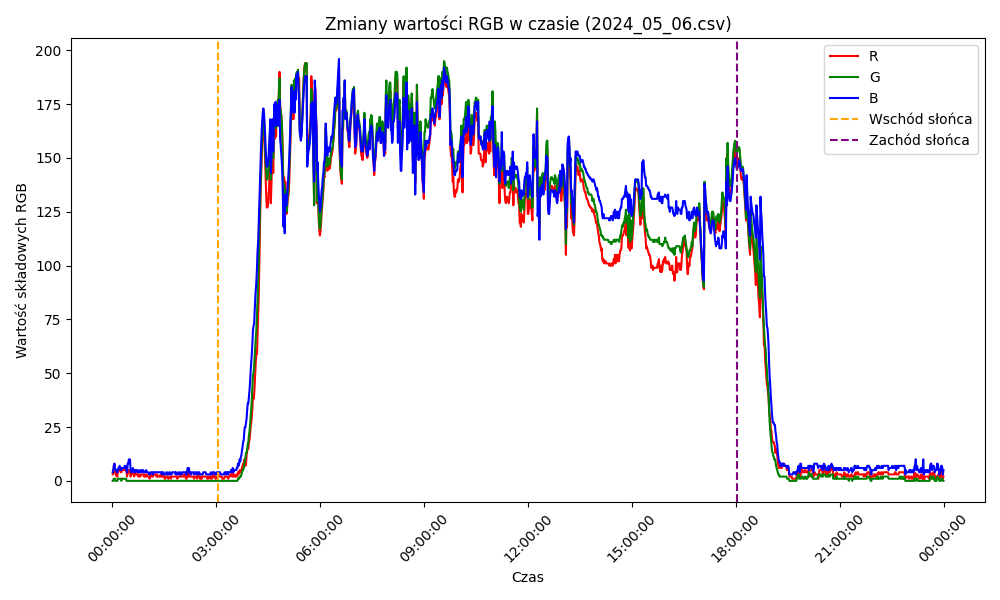 Zmiany wartości RGB w czasie (2024_05_06.csv)
200
175
150
125
100
75
50
25
0
Wartość składowych RGB
R
G
B
Wschód słońca
Zachód słońca
00:00:00
03:00:00
06:00:00
09:00:00
12:00:00
15:00:00
18:00:00
21:00:00
00:00:00
Czas